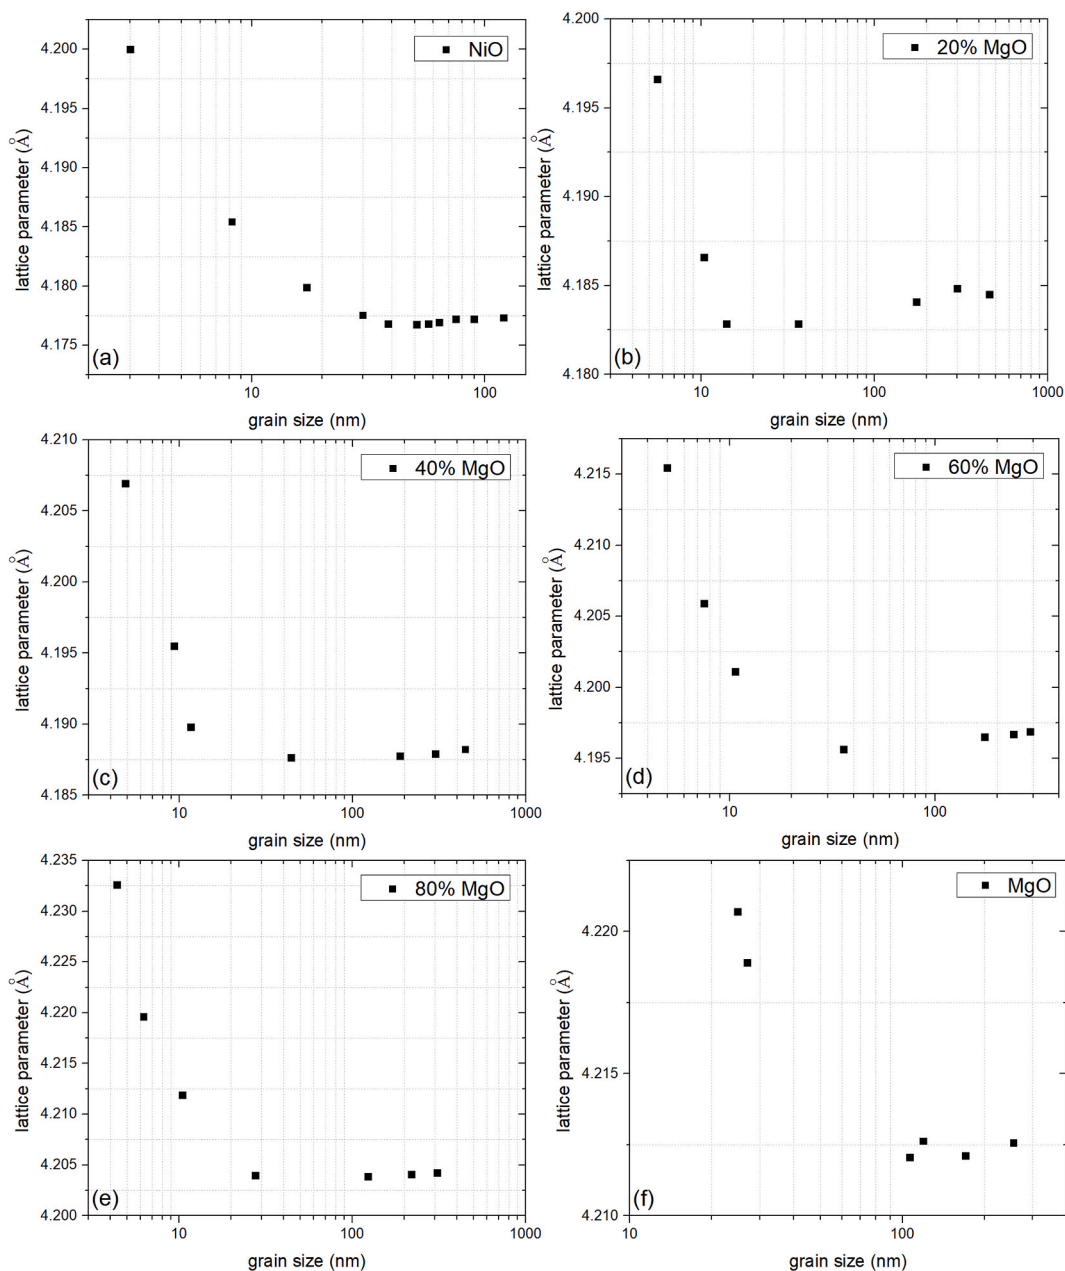 NiO
4.200
4.195
4.190
4.185
4.180
4.175
lattice parameter (Å)
(a)
10
100
grain size (nm)
20% MgO
4.200
4.195
4.190
4.185
4.180
lattice parameter (Å)
(b)
10
100
1000
grain size (nm)
40% MgO
4.210
4.205
4.200
4.195
4.190
4.185
lattice parameter (Å)
(c)
10
100
1000
grain size (nm)
60% MgO
4.215
4.210
4.205
4.200
4.195
lattice parameter (Å)
(d)
10
100
grain size (nm)
80% MgO
4.235
4.230
4.225
4.220
4.215
4.210
4.205
4.200
lattice parameter (Å)
(e)
10
100
1000
grain size (nm)
MgO
4.220
4.215
4.210
lattice parameter (Å)
(f)
10
100
grain size (nm)